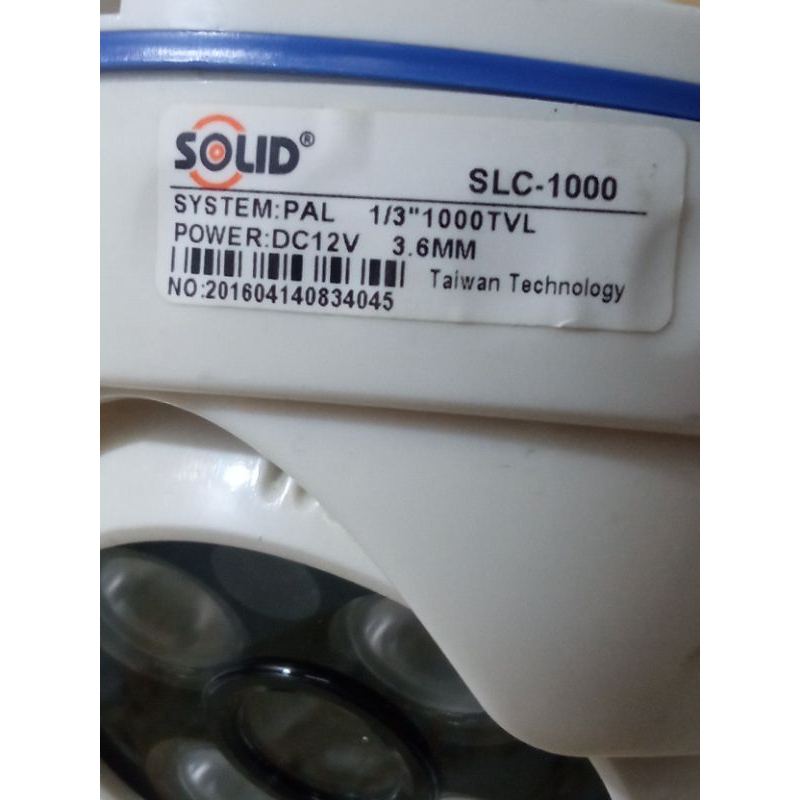 SOLID®
SLC-1000
SYSTEM:PAL 1/3"1000TVL
POWER:DC12V 3.6MM
Taiwan Technology
NO:201604140834045